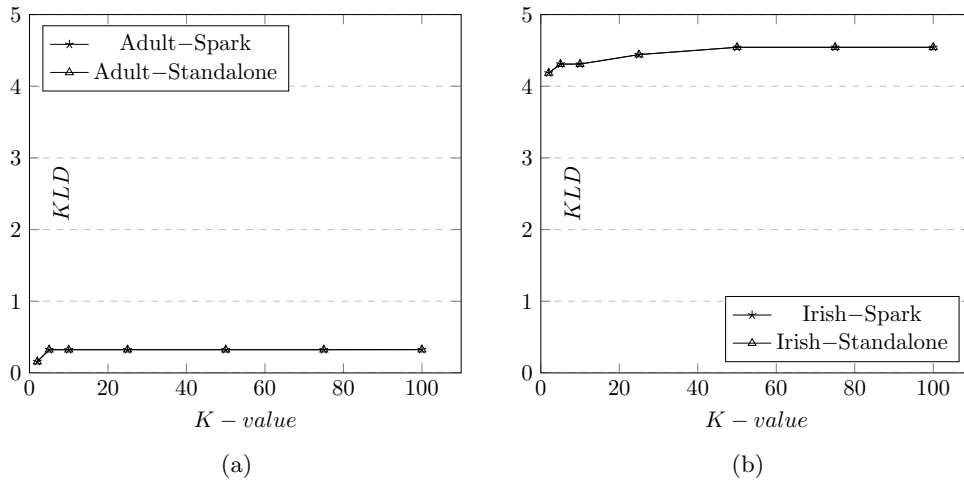 5
4
3
2
1
0
0 20 40 60 80 100
KLD
K − value
Adult−Spark
Adult−Standalone
(a)
5
4
3
2
1
0
0 20 40 60 80 100
KLD
K − value
Irish−Spark
Irish−Standalone
(b)